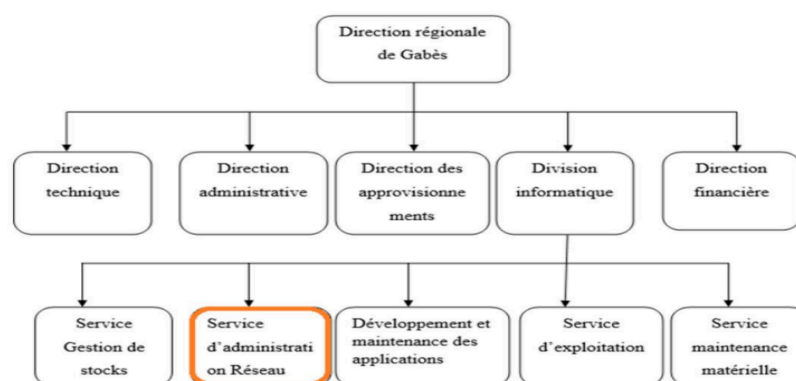 Direction régionale
de Gabès
Direction
technique
Direction
administrative
Direction des
approvisionne
ments
Division
informatique
Direction
financière
Service
Gestion de
stocks
Service
d'administrati
on Réseau
Développement et
maintenance des
applications
Service
d'exploitation
Service
maintenance
matérielle